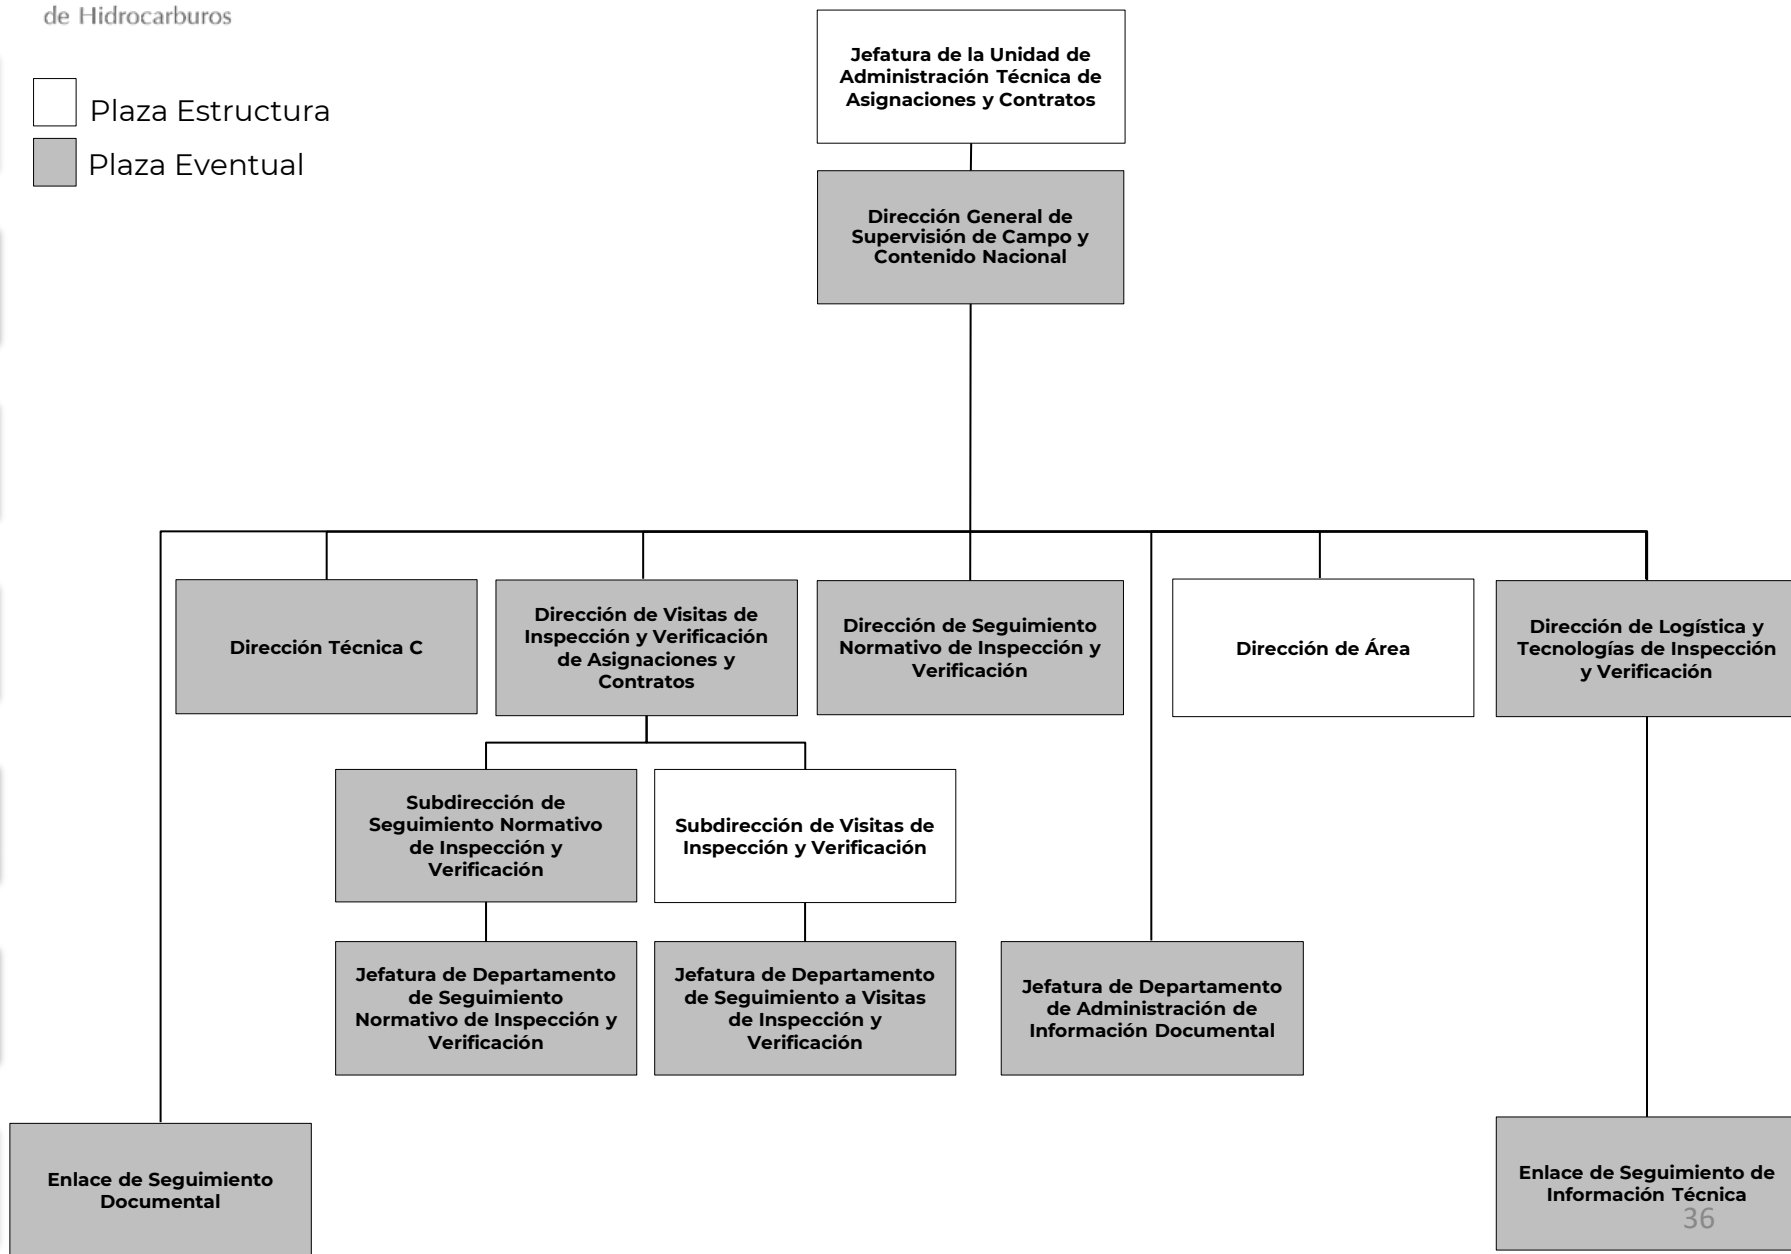 de Hidrocarburos
Plaza Estructura
Plaza Eventual
Jefatura de la Unidad de
Administración Técnica de
Asignaciones y Contratos
Dirección General de
Supervisión de Campo y
Contenido Nacional
Dirección Técnica C
Dirección de Visitas de
Inspección y Verificación
de Asignaciones y
Contratos
Dirección de Seguimiento
Normativo de Inspección y
Verificación
Dirección de Área
Dirección de Logística y
Tecnologías de Inspección
y Verificación
Subdirección de
Seguimiento Normativo
de Inspección y
Verificación
Subdirección de Visitas de
Inspección y Verificación
Jefatura de Departamento
de Seguimiento
Normativo de Inspección y
Verificación
Jefatura de Departamento
de Seguimiento a Visitas
de Inspección y
Verificación
Jefatura de Departamento
de Administración de
Información Documental
Enlace de Seguimiento
Documental
Enlace de Seguimiento de
Información Técnica
36